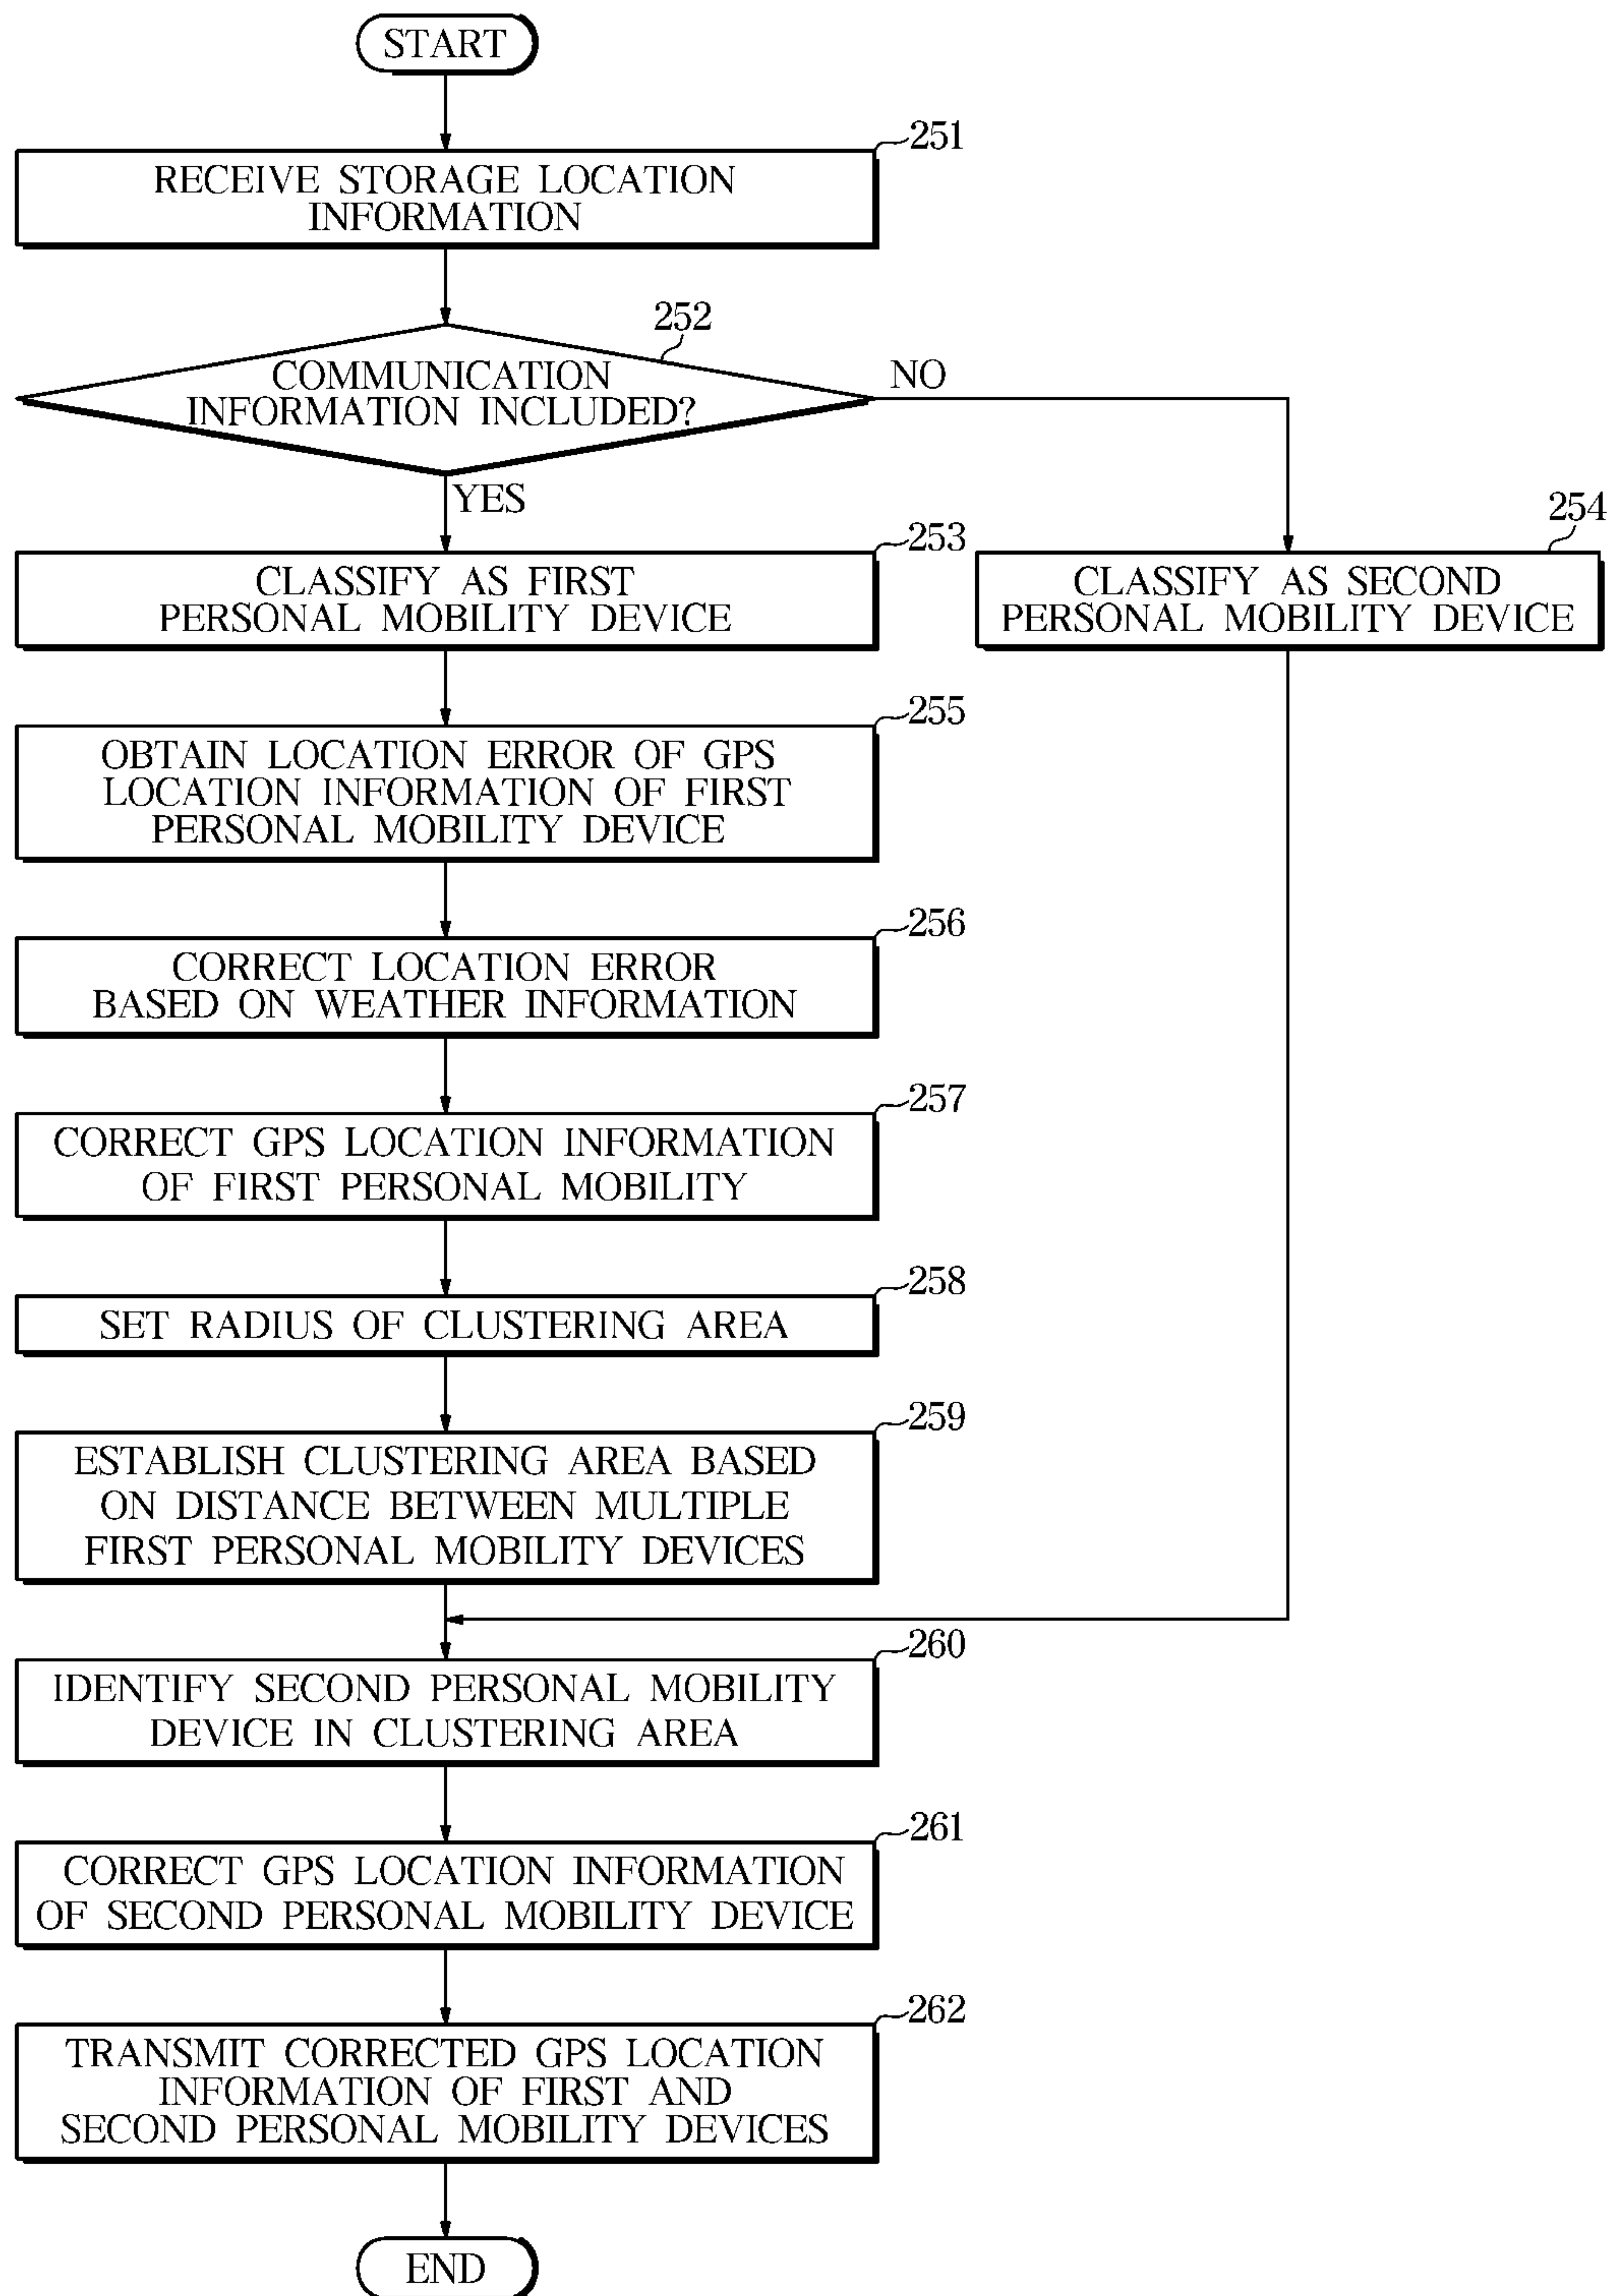 START
251
RECEIVE STORAGE LOCATION
INFORMATION
252
COMMUNICATION
INFORMATION INCLUDED?
NO
YES
253
CLASSIFY AS FIRST
PERSONAL MOBILITY DEVICE
254
CLASSIFY AS SECOND
PERSONAL MOBILITY DEVICE
255
OBTAIN LOCATION ERROR OF GPS
LOCATION INFORMATION OF FIRST
PERSONAL MOBILITY DEVICE
256
CORRECT LOCATION ERROR
BASED ON WEATHER INFORMATION
257
CORRECT GPS LOCATION INFORMATION
OF FIRST PERSONAL MOBILITY
258
SET RADIUS OF CLUSTERING AREA
259
ESTABLISH CLUSTERING AREA BASED
ON DISTANCE BETWEEN MULTIPLE
FIRST PERSONAL MOBILITY DEVICES
260
IDENTIFY SECOND PERSONAL MOBILITY
DEVICE IN CLUSTERING AREA
261
CORRECT GPS LOCATION INFORMATION
OF SECOND PERSONAL MOBILITY DEVICE
262
TRANSMIT CORRECTED GPS LOCATION
INFORMATION OF FIRST AND
SECOND PERSONAL MOBILITY DEVICES
END